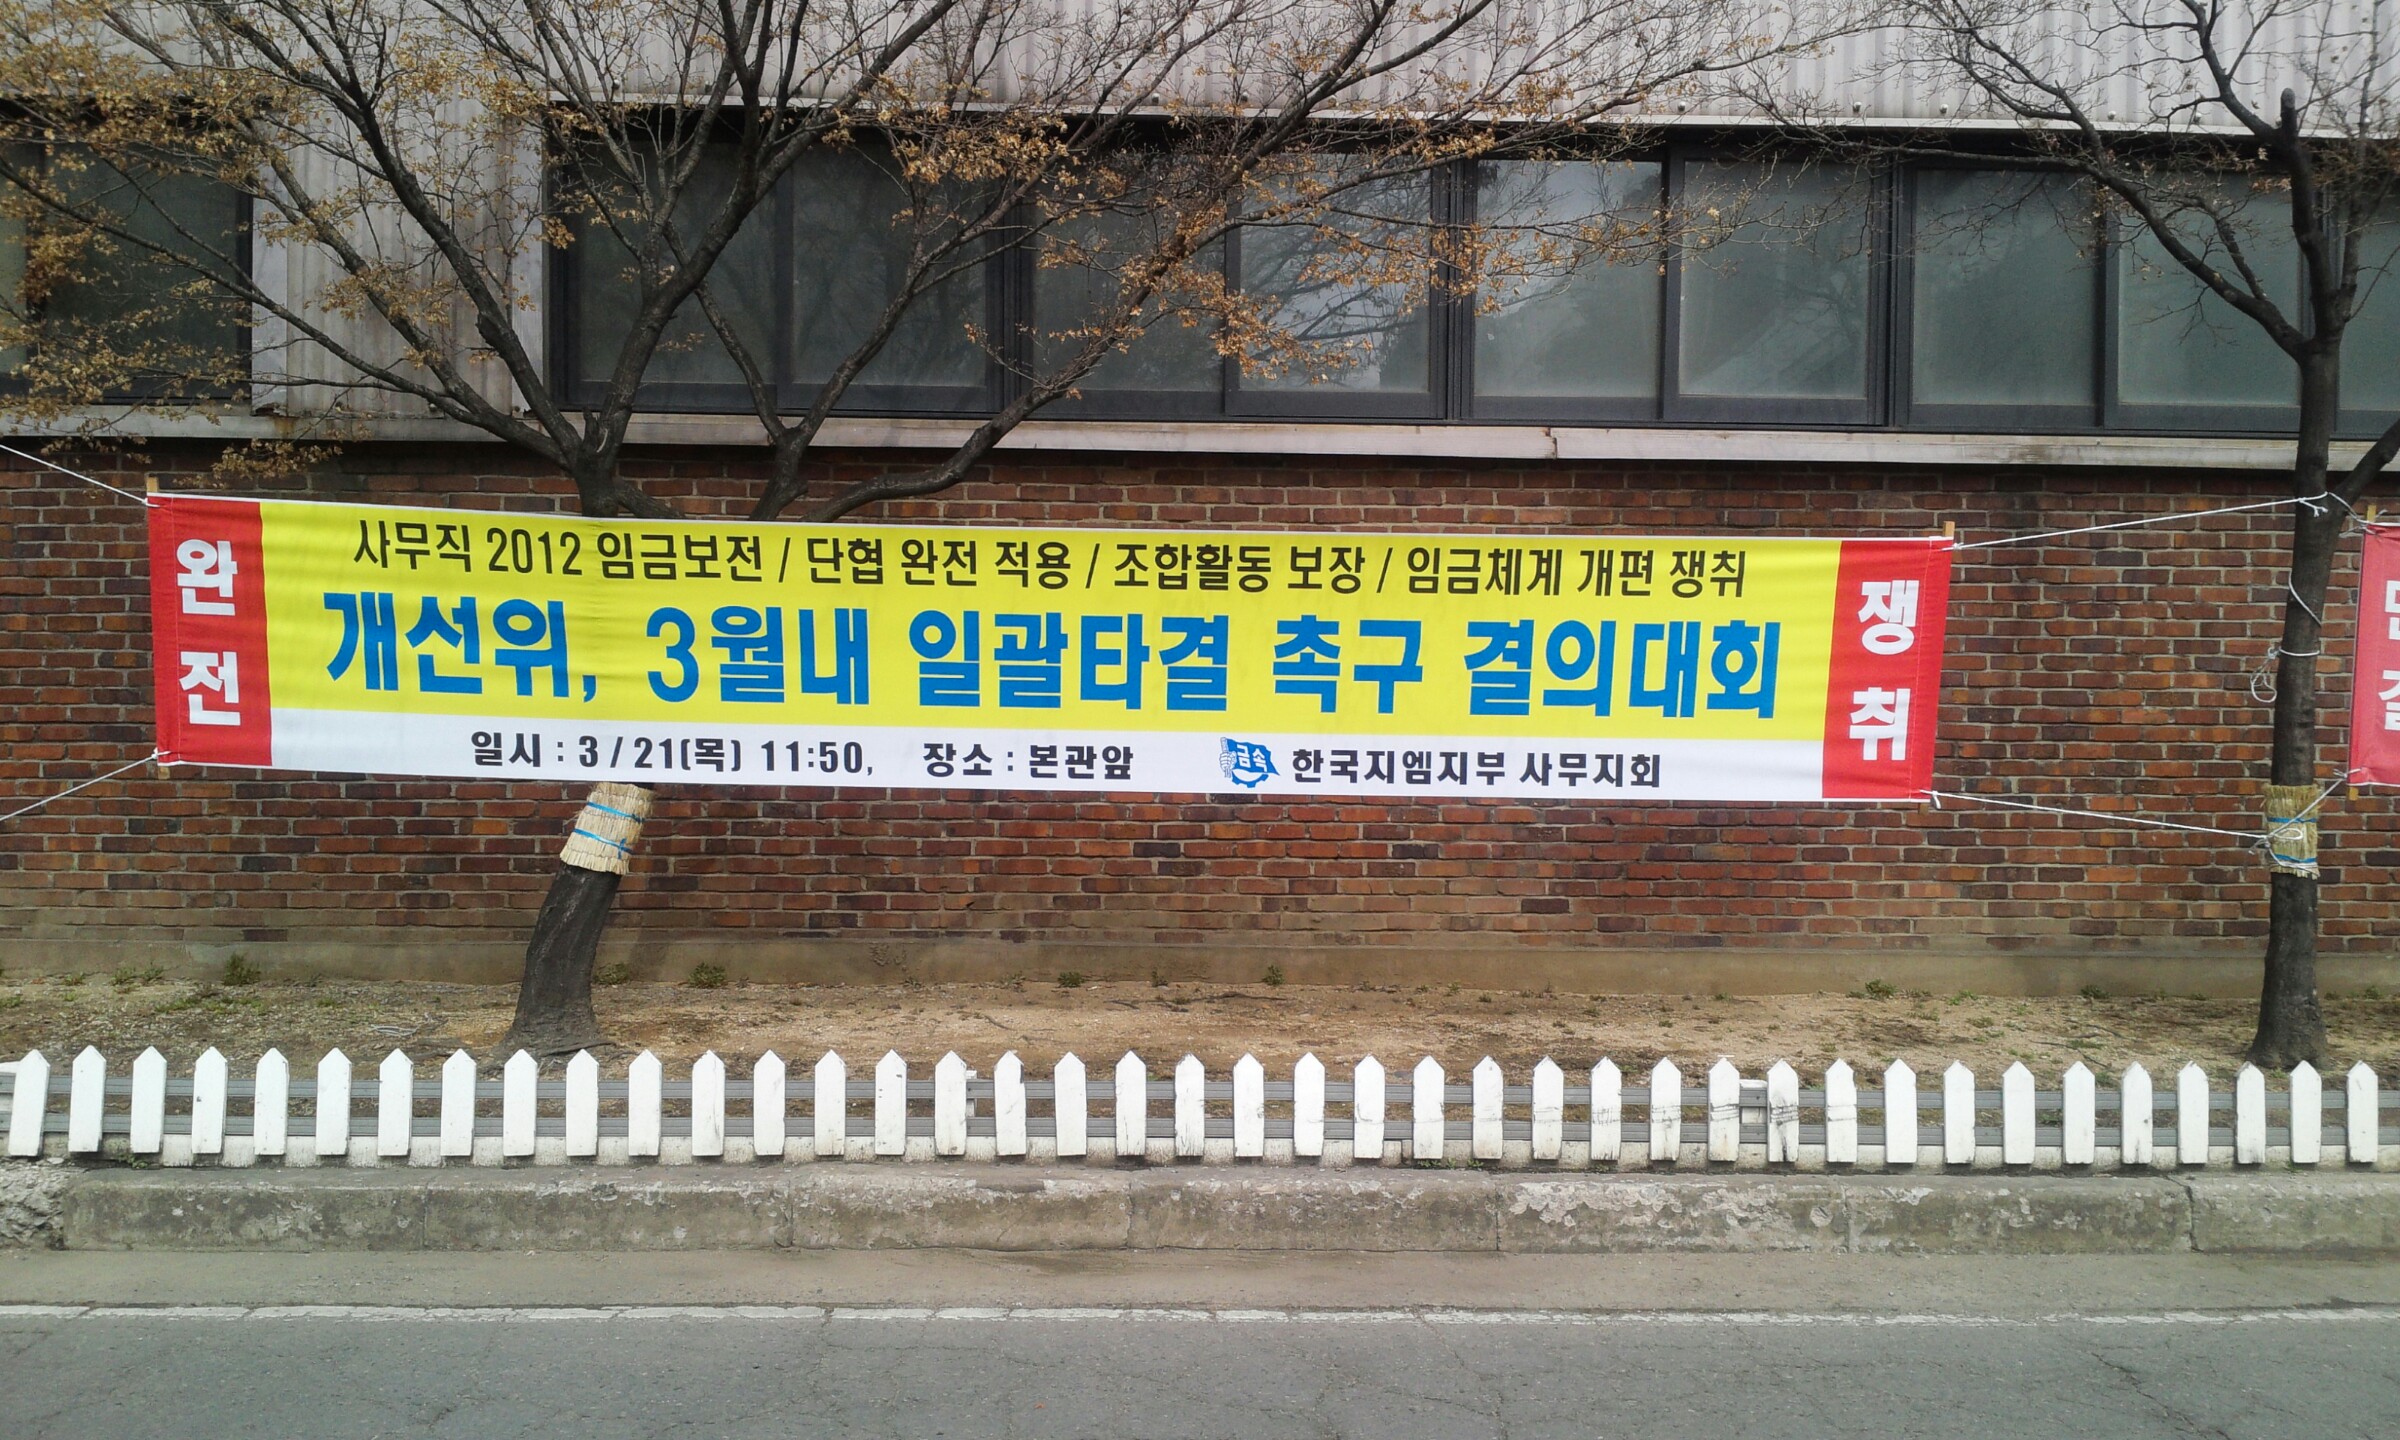 완전
사무직 2012 임금보전 / 단협 완전 적용 / 조합활동 보장 / 임금체계 개편 쟁취
개선위, 3월내 일괄타결 촉구 결의대회
일시 : 3 / 21(목) 11:50, 장소 : 본관앞 금속 한국지엠지부 사무지회
쟁취